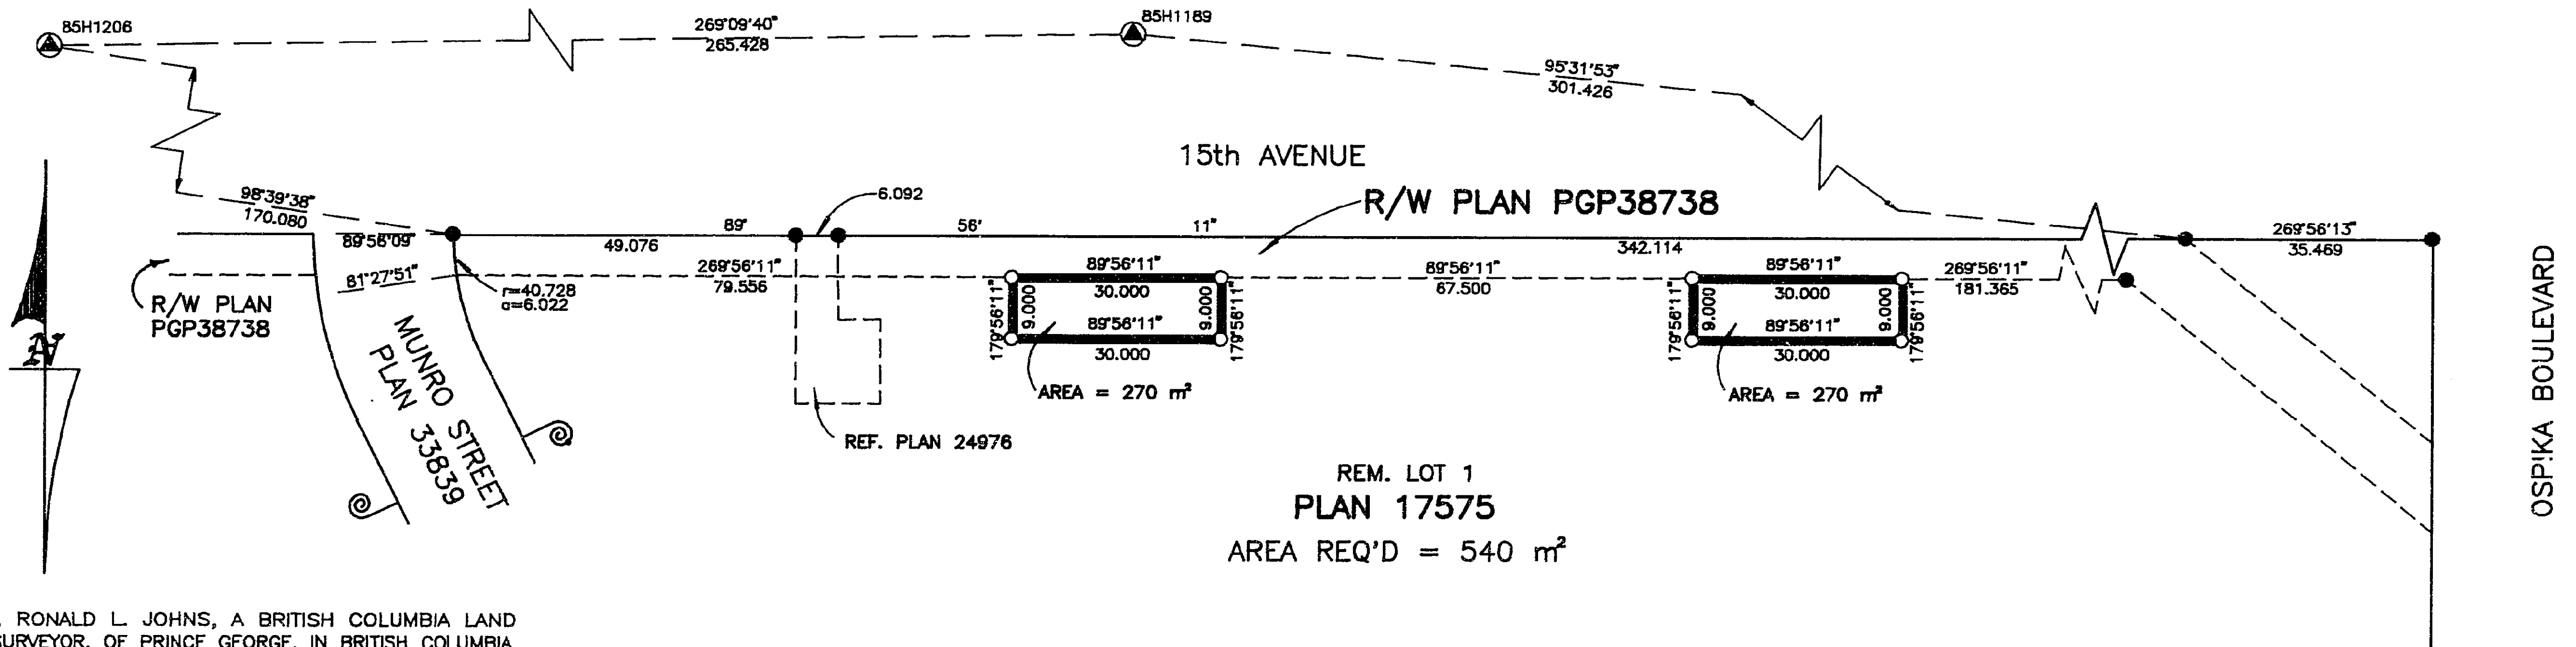 85H1206
269°09'40"
265.428
85H1189
95°31'53"
301.426
15th AVENUE
98°39'38"
170.080
6.092
R/W PLAN PGP38738
89°56'09"
49.076
89° 56' 11"
342.114
269°56'13"
35.469
R/W PLAN
PGP38738
81°27'51"
r=40.728
a=6.022
269°56'11"
79.556
89°56'11"
30.000
179°56'11"
9.000
9.000
179°56'11"
89°56'11"
30.000
AREA = 270 m²
89°56'11"
67.500
89°56'11"
30.000
179°56'11"
9.000
9.000
179°56'11"
89°56'11"
30.000
AREA = 270 m²
269°56'11"
181.365
N
MUNRO STREET
PLAN 33839
REF. PLAN 24976
REM. LOT 1
PLAN 17575
AREA REQ'D = 540 m²
OSPIKA BOULEVARD
RONALD L. JOHNS, A BRITISH COLUMBIA LAND
SURVEYOR, OF PRINCE GEORGE, IN BRITISH COLUMBIA